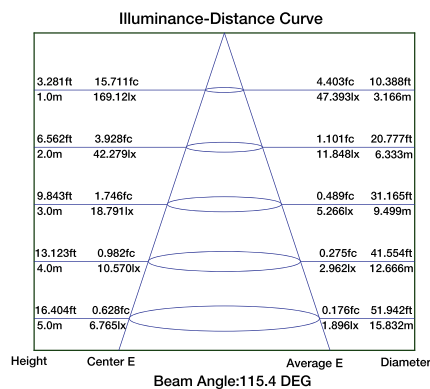 Illuminance-Distance Curve
3.281ft 15.711fc 4.403fc 10.388ft
1.0m 169.12lx 47.393lx 3.166m
6.562ft 3.928fc 1.101fc 20.777ft
2.0m 42.279lx 11.848lx 6.333m
9.843ft 1.746fc 0.489fc 31.165ft
3.0m 18.791lx 5.266lx 9.499m
13.123ft 0.982fc 0.275fc 41.554ft
4.0m 10.570lx 2.962lx 12.666m
16.404ft 0.628fc 0.176fc 51.942ft
5.0m 6.765lx 1.896lx 15.832m
Height Center E Average E Diameter
Beam Angle:115.4 DEG